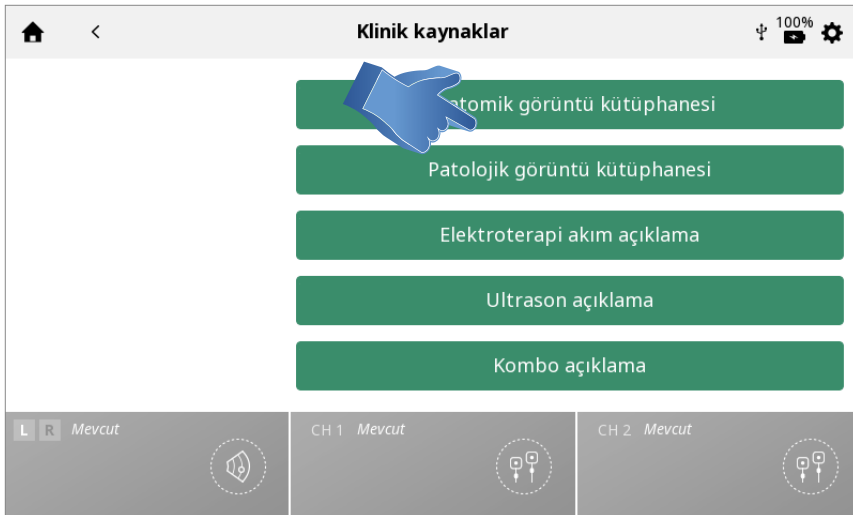 Klinik kaynaklar
100%
atomik görüntü kütüphanesi
Patolojik görüntü kütüphanesi
Elektroterapi akım açıklama
Ultrason açıklama
Kombo açıklama
L R Mevcut
CH 1 Mevcut
CH 2 Mevcut